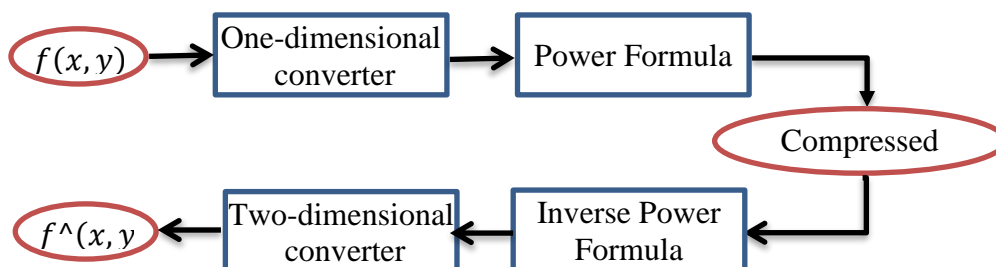 f(x, y)
One-dimensional
converter
Power Formula
Compressed
Inverse Power
Formula
Two-dimensional
converter
f^(x, y